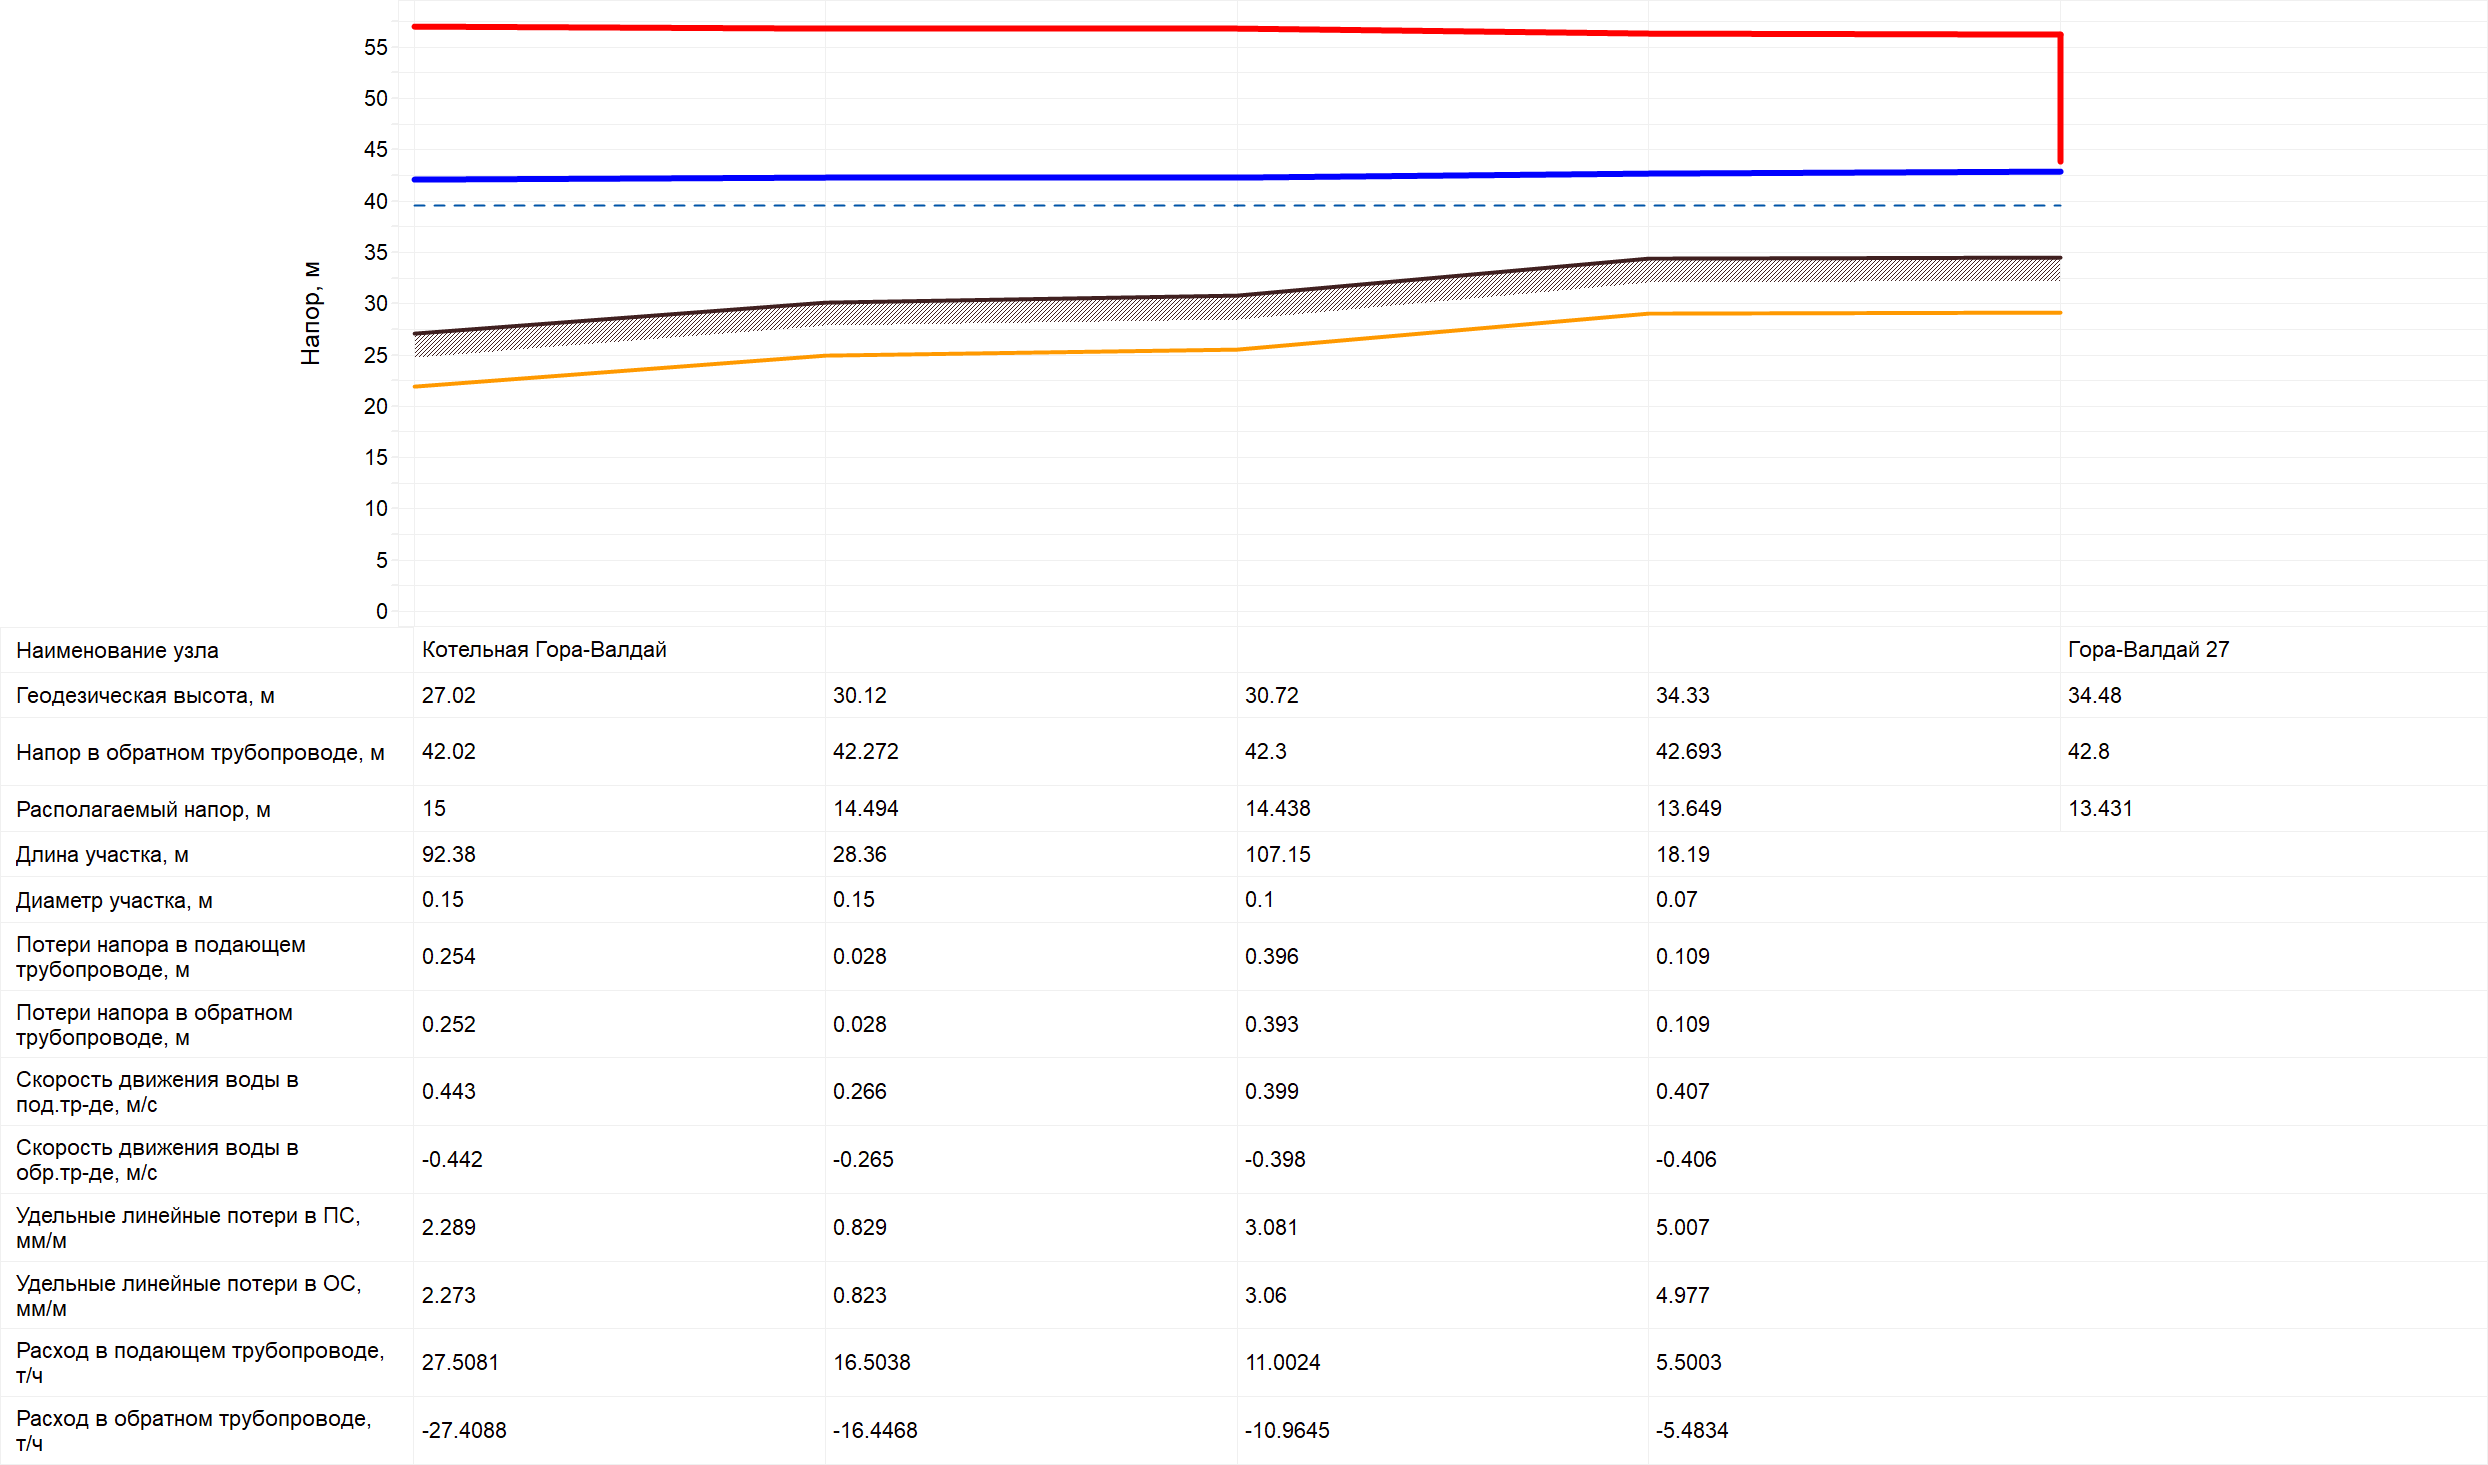 55
50
45
40
35
30
25
20
15
10
5
0
Напор, м
Наименование узла
Котельная Гора-Валдай
Гора-Валдай 27
Геодезическая высота, м
27.02
30.12
30.72
34.33
34.48
Напор в обратном трубопроводе, м
42.02
42.272
42.3
42.693
42.8
Располагаемый напор, м
15
14.494
14.438
13.649
13.431
Длина участка, м
92.38
28.36
107.15
18.19
Диаметр участка, м
0.15
0.15
0.1
0.07
Потери напора в подающем
трубопроводе, м
0.254
0.028
0.396
0.109
Потери напора в обратном
трубопроводе, м
0.252
0.028
0.393
0.109
Скорость движения воды в
под.тр-де, м/с
0.443
0.266
0.399
0.407
Скорость движения воды в
обр.тр-де, м/с
-0.442
-0.265
-0.398
-0.406
Удельные линейные потери в ПС,
мм/м
2.289
0.829
3.081
5.007
Удельные линейные потери в ОС,
мм/м
2.273
0.823
3.06
4.977
Расход в подающем трубопроводе,
т/ч
27.5081
16.5038
11.0024
5.5003
Расход в обратном трубопроводе,
т/ч
-27.4088
-16.4468
-10.9645
-5.4834